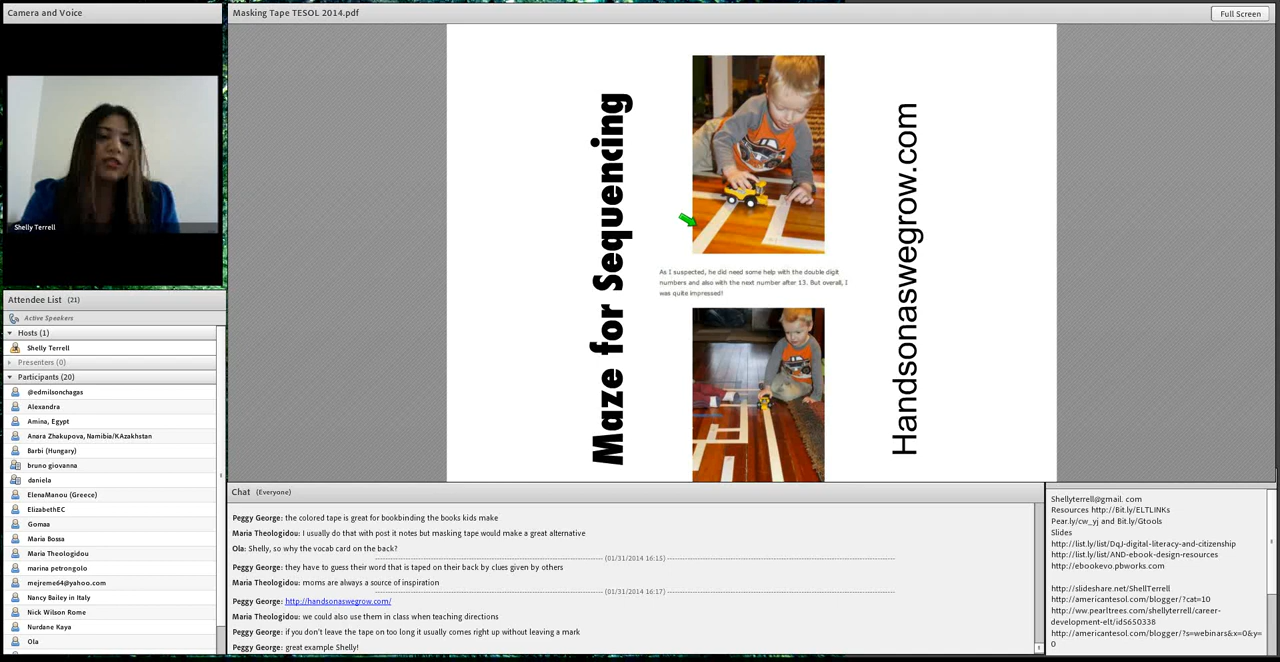 Camera and Voice
Shelly Terrell
Attendee List (21)
Active Speakers
Hosts (1)
Shelly Terrell
Presenters (0)
Participants (20)
@edmilsonchagas
Alexandra
Amina, Egypt
Anara Zhakupova, Namibia/KAzakhstan
Barbi (Hungary)
bruno giovanna
daniela
ElenaManou (Greece)
ElizabethEC
Gomaa
Maria Bossa
Maria Theologidou
marina petrongolo
mejreme64@yahoo.com
Nancy Bailey in Italy
Nick Wilson Rome
Nurdane Kaya
Ola
Masking Tape TESOL 2014.pdf
Full Screen
Maze for Sequencing
As I suspected, he did need some help with the double digit
numbers and also with the next number after 13. But overall, I
was quite impressed!
Handsonaswegrow.com
Chat (Everyone)
Peggy George: the colored tape is great for bookbinding the books kids make
Maria Theologidou: I usually do that with post it notes but masking tape would make a great alternative
Ola: Shelly, so why the vocab card on the back?
(01/31/2014 16:15)
Peggy George: they have to guess their word that is taped on their back by clues given by others
Maria Theologidou: moms are always a source of inspiration
(01/31/2014 16:17)
Peggy George: http://handsonaswegrow.com/
Maria Theologidou: we could also use them in class when teaching directions
Peggy George: if you don't leave the tape on too long it usually comes right up without leaving a mark
Peggy George: great example Shelly!
Shellyterrell@gmail. com
Resources http://Bit.ly/ELTLINKs
Pear.ly/cw_yj and Bit.ly/Gtools
Slides
http://list.ly/list/DqJ-digital-literacy-and-citizenship
http://list.ly/list/AND-ebook-design-resources
http://ebookevo.pbworks.com
http://slideshare.net/ShellTerrell
http://americantesol.com/blogger/?cat=10
http://ww.pearltrees.com/shellyterrell/career-
development-elt/id5650338
http://americantesol.com/blogger/?s=webinars&x=0&y=
0